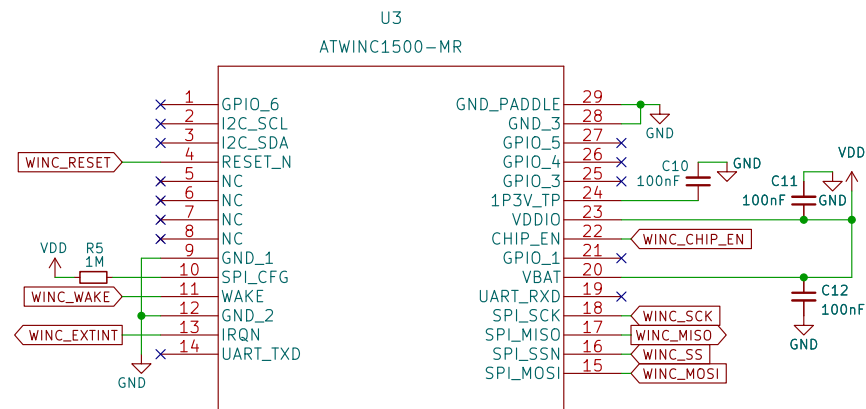 U3
ATWINC1500-MR
1 GPIO_6
2 I2C_SCL
3 I2C_SDA
WINC_RESET 4 RESET_N
5 NC
6 NC
7 NC
8 NC
9 GND_1
VDD R5 1M 10 SPI_CFG
WINC_WAKE 11 WAKE
12 GND_2
WINC_EXTINT 13 IRQN
14 UART_TXD
GND
GND_PADDLE 29
GND_3 28
GND
GPIO_5 27
GPIO_4 26
GPIO_3 25
1P3V_TP 24
C10
100nF
GND
VDDIO 23
C11
100nF
GND
VDD
CHIP_EN 22 WINC_CHIP_EN
GPIO_1 21
VBAT 20
UART_RXD 19
C12
100nF
GND
SPI_SCK 18 WINC_SCK
SPI_MISO 17 WINC_MISO
SPI_SSN 16 WINC_SS
SPI_MOSI 15 WINC_MOSI